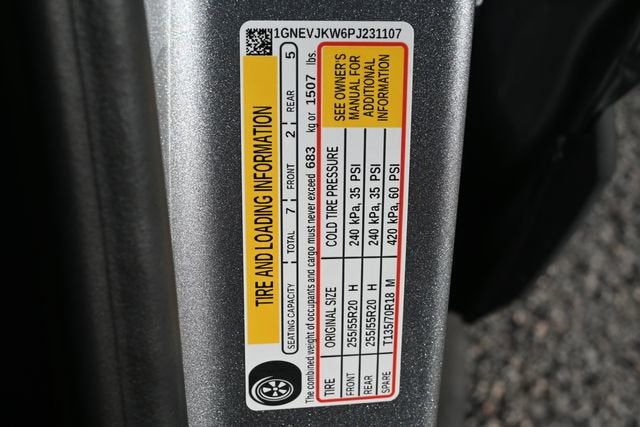 1GNEVJKW6PJ231107
TIRE AND LOADING INFORMATION
SEATING CAPACITY TOTAL 7 FRONT 2 REAR 5
The combined weight of occupants and cargo must never exceed 683 kg or 1507 lbs.
TIRE ORIGINAL SIZE COLD TIRE PRESSURE
FRONT 255/55R20 H 240 kPa, 35 PSI
REAR 255/55R20 H 240 kPa, 35 PSI
SPARE T135/70R18 M 420 kPa, 60 PSI
SEE OWNER'S
MANUAL FOR
ADDITIONAL
INFORMATION